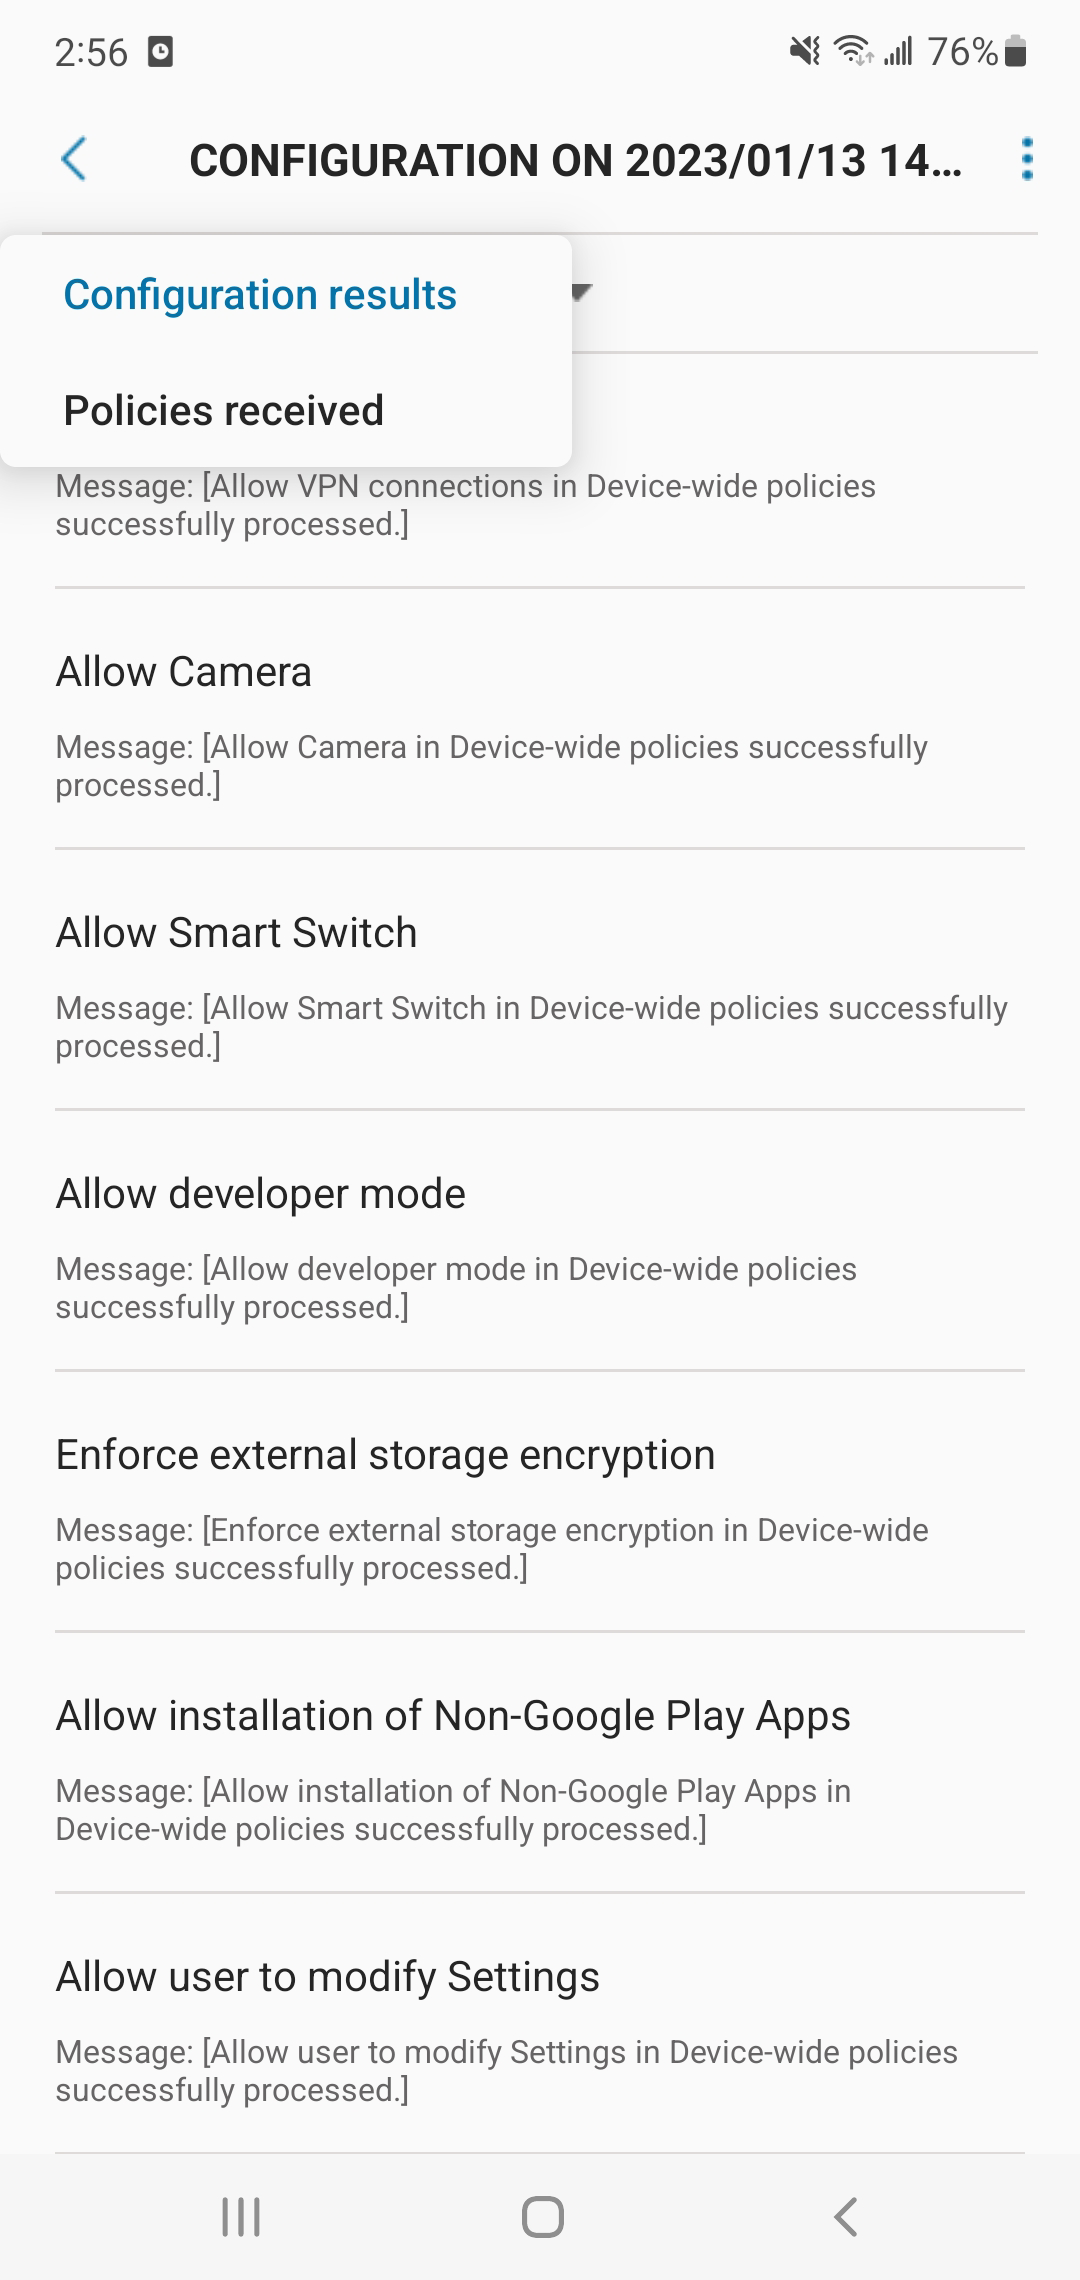 2:56
76%
CONFIGURATION ON 2023/01/13 14...
Configuration results
Policies received
Message: [Allow VPN connections in Device-wide policies
successfully processed.]
Allow Camera
Message: [Allow Camera in Device-wide policies successfully
processed.]
Allow Smart Switch
Message: [Allow Smart Switch in Device-wide policies successfully
processed.]
Allow developer mode
Message: [Allow developer mode in Device-wide policies
successfully processed.]
Enforce external storage encryption
Message: [Enforce external storage encryption in Device-wide
policies successfully processed.]
Allow installation of Non-Google Play Apps
Message: [Allow installation of Non-Google Play Apps in
Device-wide policies successfully processed.]
Allow user to modify Settings
Message: [Allow user to modify Settings in Device-wide policies
successfully processed.]